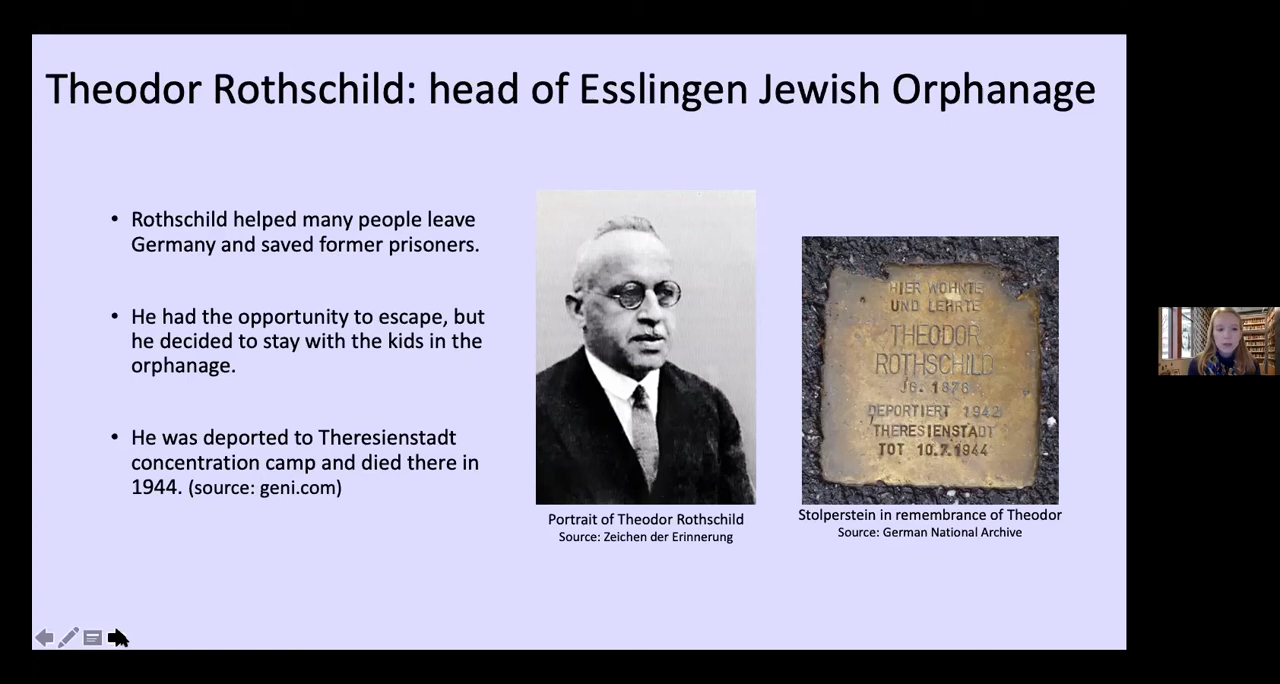 Theodor Rothschild: head of Esslingen Jewish Orphanage
• Rothschild helped many people leave
Germany and saved former prisoners.
• He had the opportunity to escape, but
he decided to stay with the kids in the
orphanage.
• He was deported to Theresienstadt
concentration camp and died there in
1944. (source: geni.com)
Portrait of Theodor Rothschild
Source: Zeichen der Erinnerung
HIER WOHNTE
UND LEHRTE
THEODOR
ROTHSCHILD
JG. 1876
DEPORTIERT 1942
THERESIENSTADT
TOT 10.7.1944
Stolperstein in remembrance of Theodor
Source: German National Archive